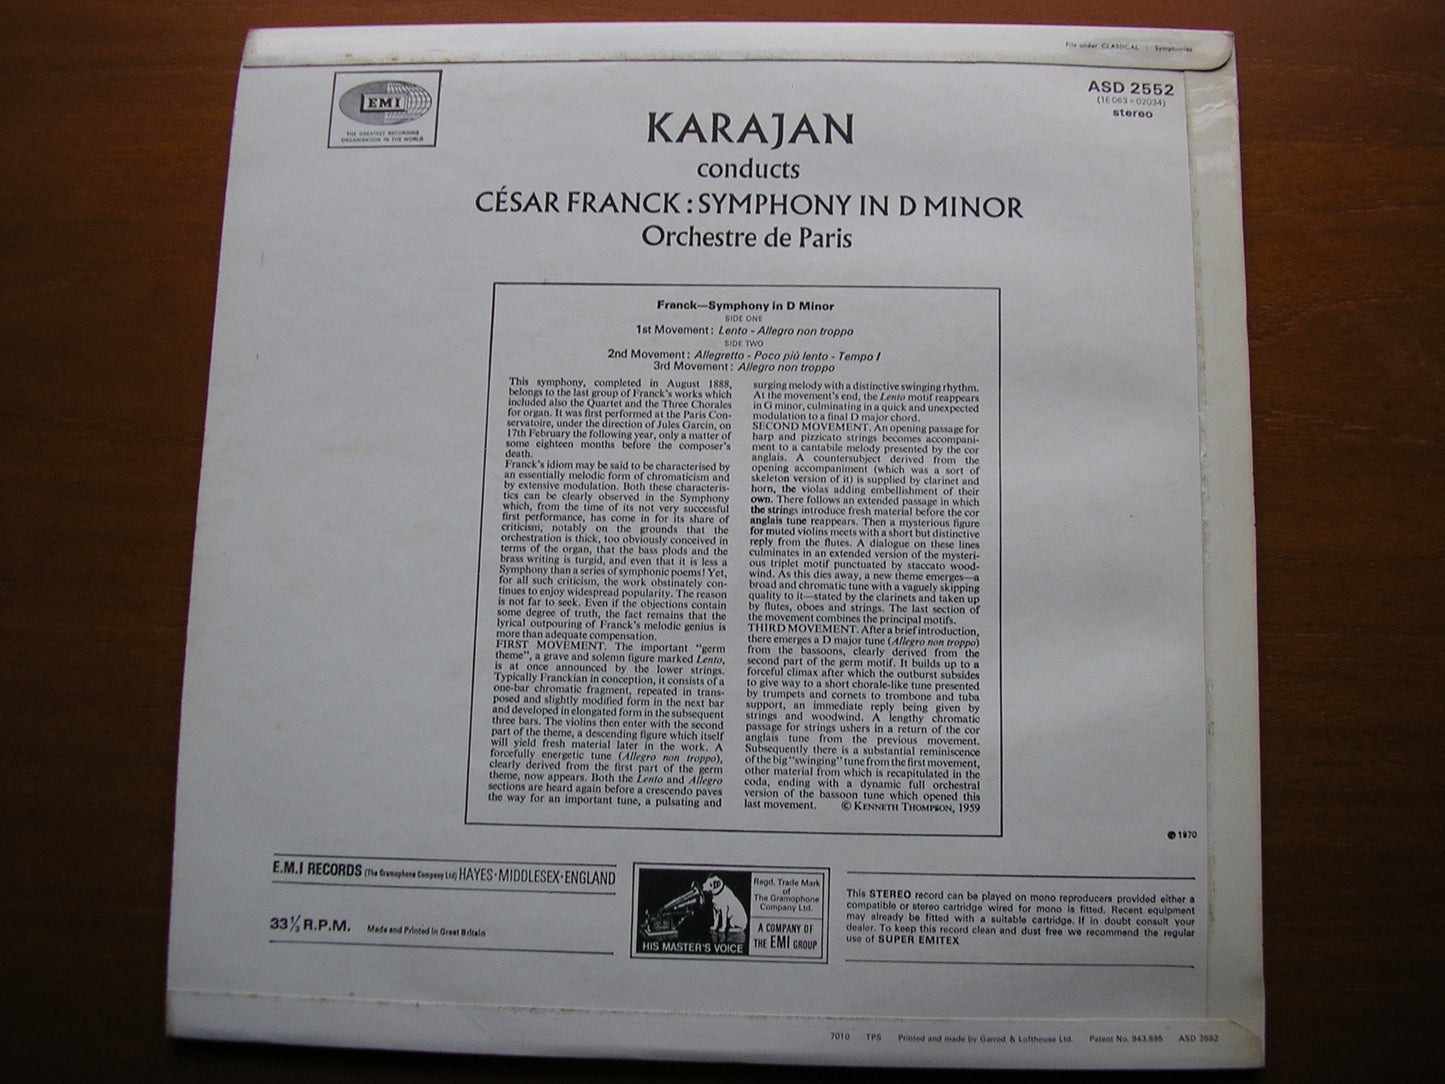 File under CLASSICAL : Symphonies
EMI
THE GREATEST RECORDING
ORGANISATION IN THE WORLD
ASD 2552
(1E 063 ○ 02034)
stereo
KARAJAN
conducts
CÉSAR FRANCK : SYMPHONY IN D MINOR
Orchestre de Paris
Franck—Symphony in D Minor
SIDE ONE
1st Movement : Lento - Allegro non troppo
SIDE TWO
2nd Movement : Allegretto - Poco più lento - Tempo I
3rd Movement : Allegro non troppo
This symphony, completed in August 1888,
belongs to the last group of Franck's works which
included also the Quartet and the Three Chorales
for organ. It was first performed at the Paris Con-
servatoire, under the direction of Jules Garcin, on
17th February the following year, only a matter of
some eighteen months before the composer's
death.
Franck's idiom may be said to be characterised by
an essentially melodic form of chromaticism and
by extensive modulation. Both these characteris-
tics can be clearly observed in the Symphony
which, from the time of its not very successful
first performance, has come in for its share of
criticism, notably on the grounds that the
orchestration is thick, too obviously conceived in
terms of the organ, that the bass plods and the
brass writing is turgid, and even that it is less a
Symphony than a series of symphonic poems! Yet,
for all such criticism, the work obstinately con-
tinues to enjoy widespread popularity. The reason
is not far to seek. Even if the objections contain
some degree of truth, the fact remains that the
lyrical outpouring of Franck's melodic genius is
more than adequate compensation.
FIRST MOVEMENT. The important "germ
theme", a grave and solemn figure marked Lento,
is at once announced by the lower strings.
Typically Franckian in conception, it consists of a
one-bar chromatic fragment, repeated in trans-
posed and slightly modified form in the next bar
and developed in elongated form in the subsequent
three bars. The violins then enter with the second
part of the theme, a descending figure which itself
will yield fresh material later in the work. A
forcefully energetic tune (Allegro non troppo),
clearly derived from the first part of the germ
theme, now appears. Both the Lento and Allegro
sections are heard again before a crescendo paves
the way for an important tune, a pulsating and
surging melody with a distinctive swinging rhythm.
At the movement's end, the Lento motif reappears
in G minor, culminating in a quick and unexpected
modulation to a final D major chord.
SECOND MOVEMENT. An opening passage for
harp and pizzicato strings becomes accompani-
ment to a cantabile melody presented by the cor
anglais. A countersubject derived from the
opening accompaniment (which was a sort of
skeleton version of it) is supplied by clarinet and
horn, the violas adding embellishment of their
own. There follows an extended passage in which
the strings introduce fresh material before the cor
anglais tune reappears. Then a mysterious figure
for muted violins meets with a short but distinctive
reply from the flutes. A dialogue on these lines
culminates in an extended version of the mysteri-
ous triplet motif punctuated by staccato wood-
wind. As this dies away, a new theme emerges—a
broad and chromatic tune with a vaguely skipping
quality to it—stated by the clarinets and taken up
by flutes, oboes and strings. The last section of
the movement combines the principal motifs.
THIRD MOVEMENT. After a brief introduction,
there emerges a D major tune (Allegro non troppo)
from the bassoons, clearly derived from the
second part of the germ motif. It builds up to a
forceful climax after which the outburst subsides
to give way to a short chorale-like tune presented
by trumpets and cornets to trombone and tuba
support, an immediate reply being given by
strings and woodwind. A lengthy chromatic
passage for strings ushers in a return of the cor
anglais tune from the previous movement.
Subsequently there is a substantial reminiscence
of the big "swinging" tune from the first movement,
other material from which is recapitulated in the
coda, ending with a dynamic full orchestral
version of the bassoon tune which opened this
last movement. © KENNETH THOMPSON, 1959
℗ 1970
E.M.I RECORDS (The Gramophone Company Ltd) HAYES · MIDDLESEX · ENGLAND
33⅓ R.P.M. Made and Printed in Great Britain
HIS MASTER'S VOICE
Regd. Trade Mark
of
The Gramophone
Company Ltd.
A COMPANY OF
THE EMI GROUP
This STEREO record can be played on mono reproducers provided either a
compatible or stereo cartridge wired for mono is fitted. Recent equipment
may already be fitted with a suitable cartridge. If in doubt consult your
dealer. To keep this record clean and dust free we recommend the regular
use of SUPER EMITEX
7010 TPS Printed and made by Garrod & Lofthouse Ltd. Patent No. 943,895 ASD 2552